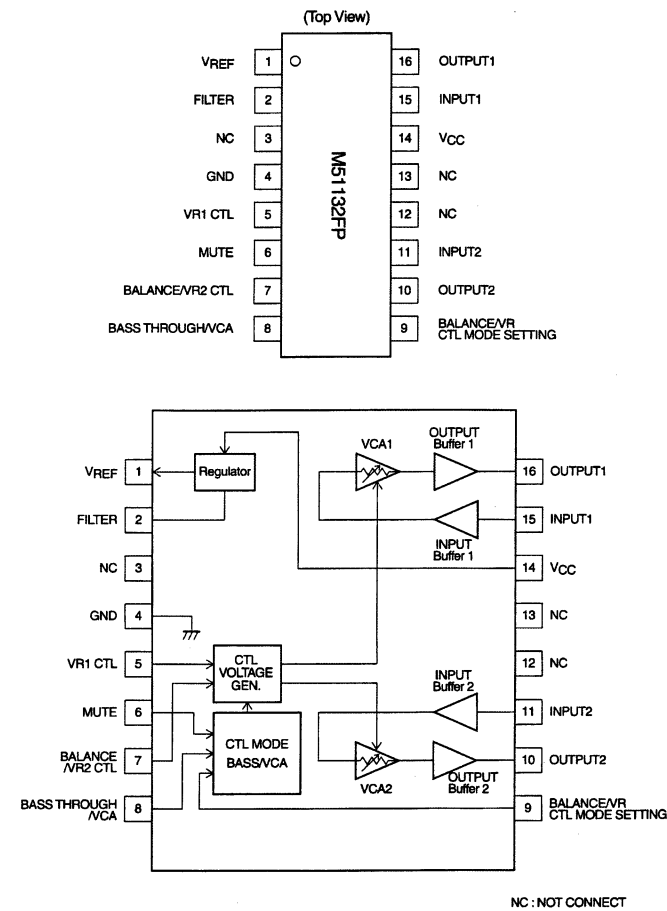 (Top View)
VREF 1 16 OUTPUT1
FILTER 2 15 INPUT1
NC 3 14 VCC
GND 4 13 NC
M51132FP
VR1 CTL 5 12 NC
MUTE 6 11 INPUT2
BALANCE/VR2 CTL 7 10 OUTPUT2
BASS THROUGH/VCA 8 9 BALANCE/VR
CTL MODE SETTING
VCA1
OUTPUT
Buffer 1
VREF 1 Regulator 16 OUTPUT1
FILTER 2 15 INPUT1
INPUT
Buffer 1
NC 3 14 VCC
GND 4 13 NC
VR1 CTL 5 12 NC
CTL
VOLTAGE
GEN.
INPUT
Buffer 2
MUTE 6 11 INPUT2
CTL MODE
BASS/VCA
BALANCE
/VR2 CTL 7 10 OUTPUT2
VCA2
OUTPUT
Buffer 2
BASS THROUGH
/VCA 8 9 BALANCE/VR
CTL MODE SETTING
NC : NOT CONNECT